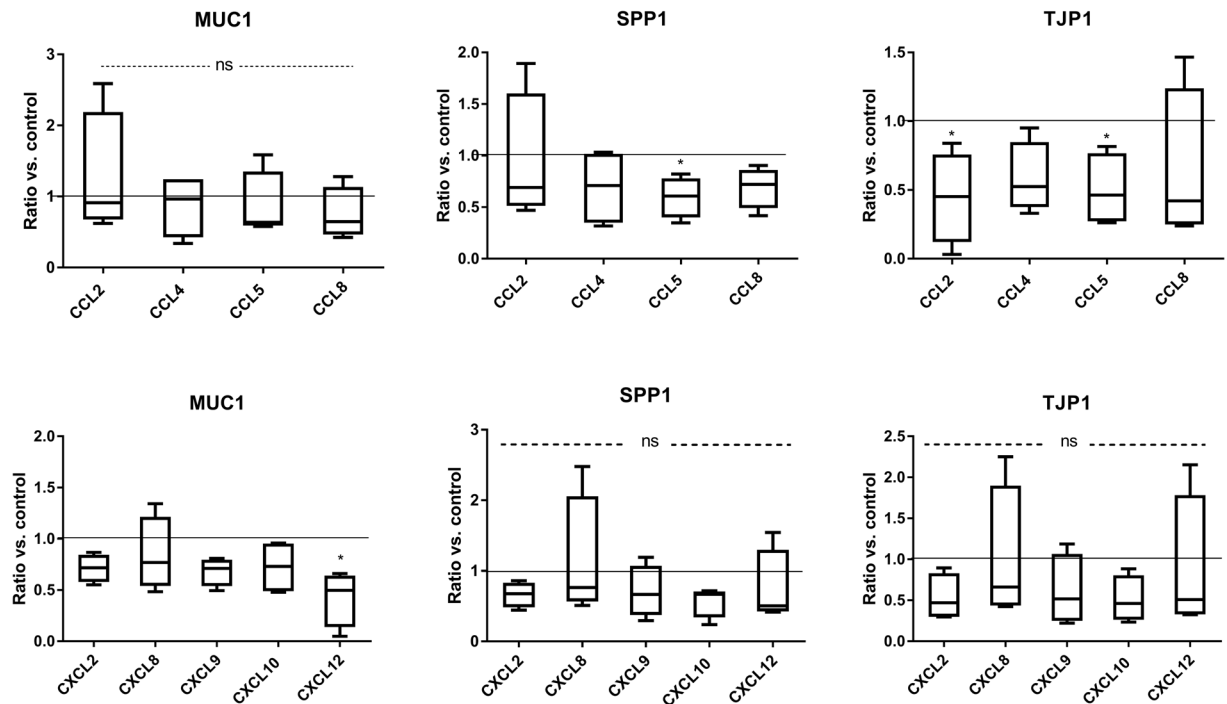 MUC1
Ratio vs. control
3
2
1
0
ns
CCL2
CCL4
CCL5
CCL8
SPP1
Ratio vs. control
2.0
1.5
1.0
0.5
0.0
*
CCL2
CCL4
CCL5
CCL8
TJP1
Ratio vs. control
1.5
1.0
0.5
0.0
*
*
CCL2
CCL4
CCL5
CCL8
MUC1
Ratio vs. control
2.0
1.5
1.0
0.5
0.0
*
CXCL2
CXCL8
CXCL9
CXCL10
CXCL12
SPP1
Ratio vs. control
3
2
1
0
ns
CXCL2
CXCL8
CXCL9
CXCL10
CXCL12
TJP1
Ratio vs. control
2.5
2.0
1.5
1.0
0.5
0.0
ns
CXCL2
CXCL8
CXCL9
CXCL10
CXCL12